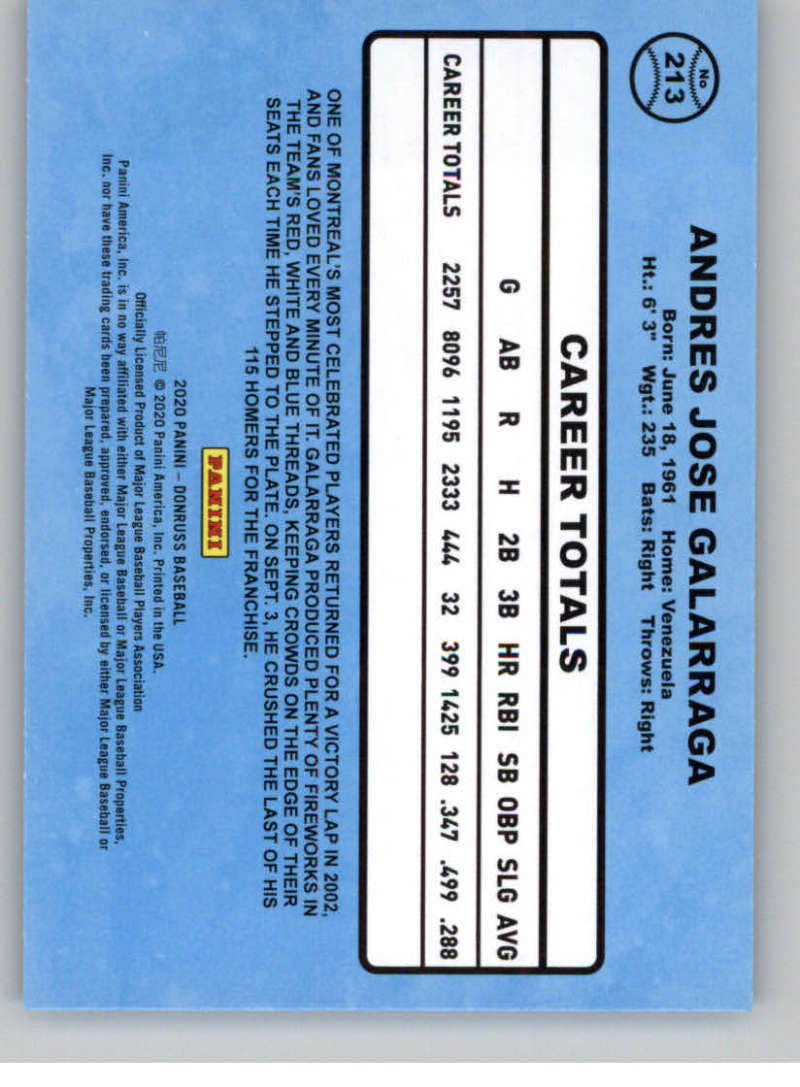 No
213
ANDRES JOSE GALARRAGA
Born: June 18, 1961 Home: Venezuela
Ht.: 6' 3" Wgt.: 235 Bats: Right Throws: Right
CAREER TOTALS
G AB R H 2B 3B HR RBI SB OBP SLG AVG
CAREER TOTALS 2257 8096 1195 2333 444 32 399 1425 128 .347 .499 .288
ONE OF MONTREAL'S MOST CELEBRATED PLAYERS RETURNED FOR A VICTORY LAP IN 2002,
AND FANS LOVED EVERY MINUTE OF IT. GALARRAGA PRODUCED PLENTY OF FIREWORKS IN
THE TEAM'S RED, WHITE AND BLUE THREADS, KEEPING CROWDS ON THE EDGE OF THEIR
SEATS EACH TIME HE STEPPED TO THE PLATE. ON SEPT. 3, HE CRUSHED THE LAST OF HIS
115 HOMERS FOR THE FRANCHISE.
PANINI
2020 PANINI – DONRUSS BASEBALL
帕尼尼 © 2020 Panini America, Inc. Printed in the USA.
Officially Licensed Product of Major League Baseball Players Association
Panini America, Inc. is in no way affiliated with either Major League Baseball or Major League Baseball Properties,
Inc. nor have these trading cards been prepared, approved, endorsed, or licensed by either Major League Baseball or
Major League Baseball Properties, Inc.